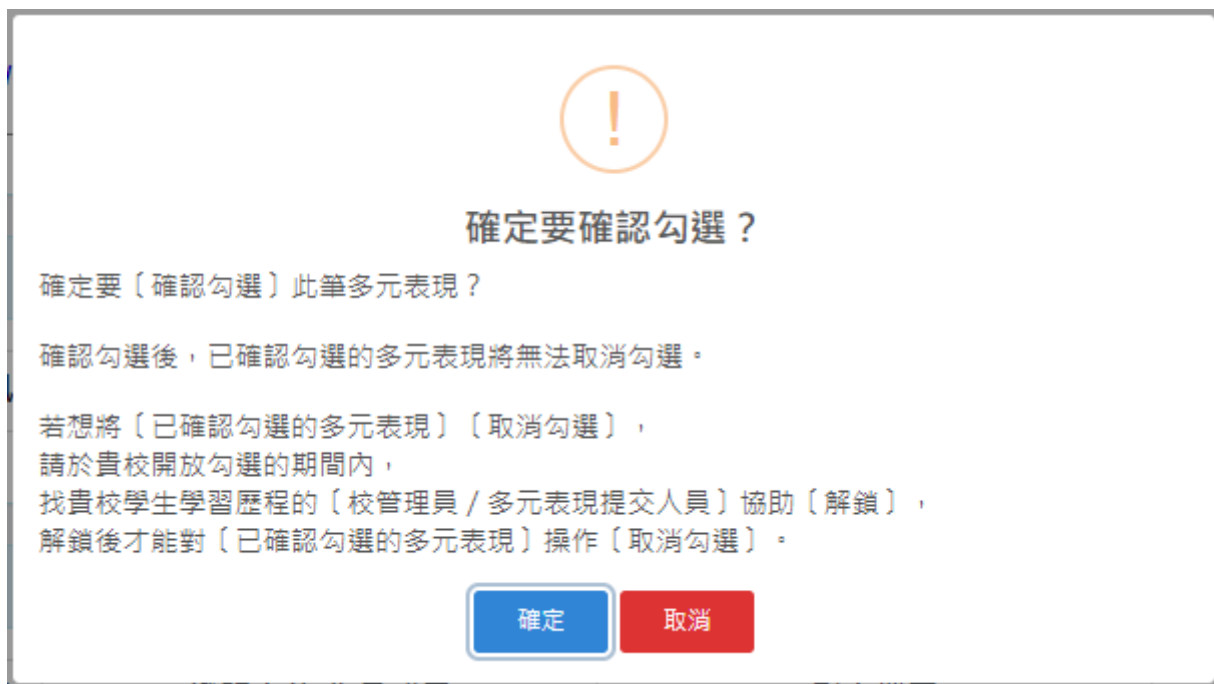 !
確定要確認勾選？
確定要〔確認勾選〕此筆多元表現？
確認勾選後，已確認勾選的多元表現將無法取消勾選。
若想將〔已確認勾選的多元表現〕〔取消勾選〕，
請於貴校開放勾選的期間內，
找貴校學生學習歷程的〔校管理員 / 多元表現提交人員〕協助〔解鎖〕，
解鎖後才能對〔已確認勾選的多元表現〕操作〔取消勾選〕。
確定
取消